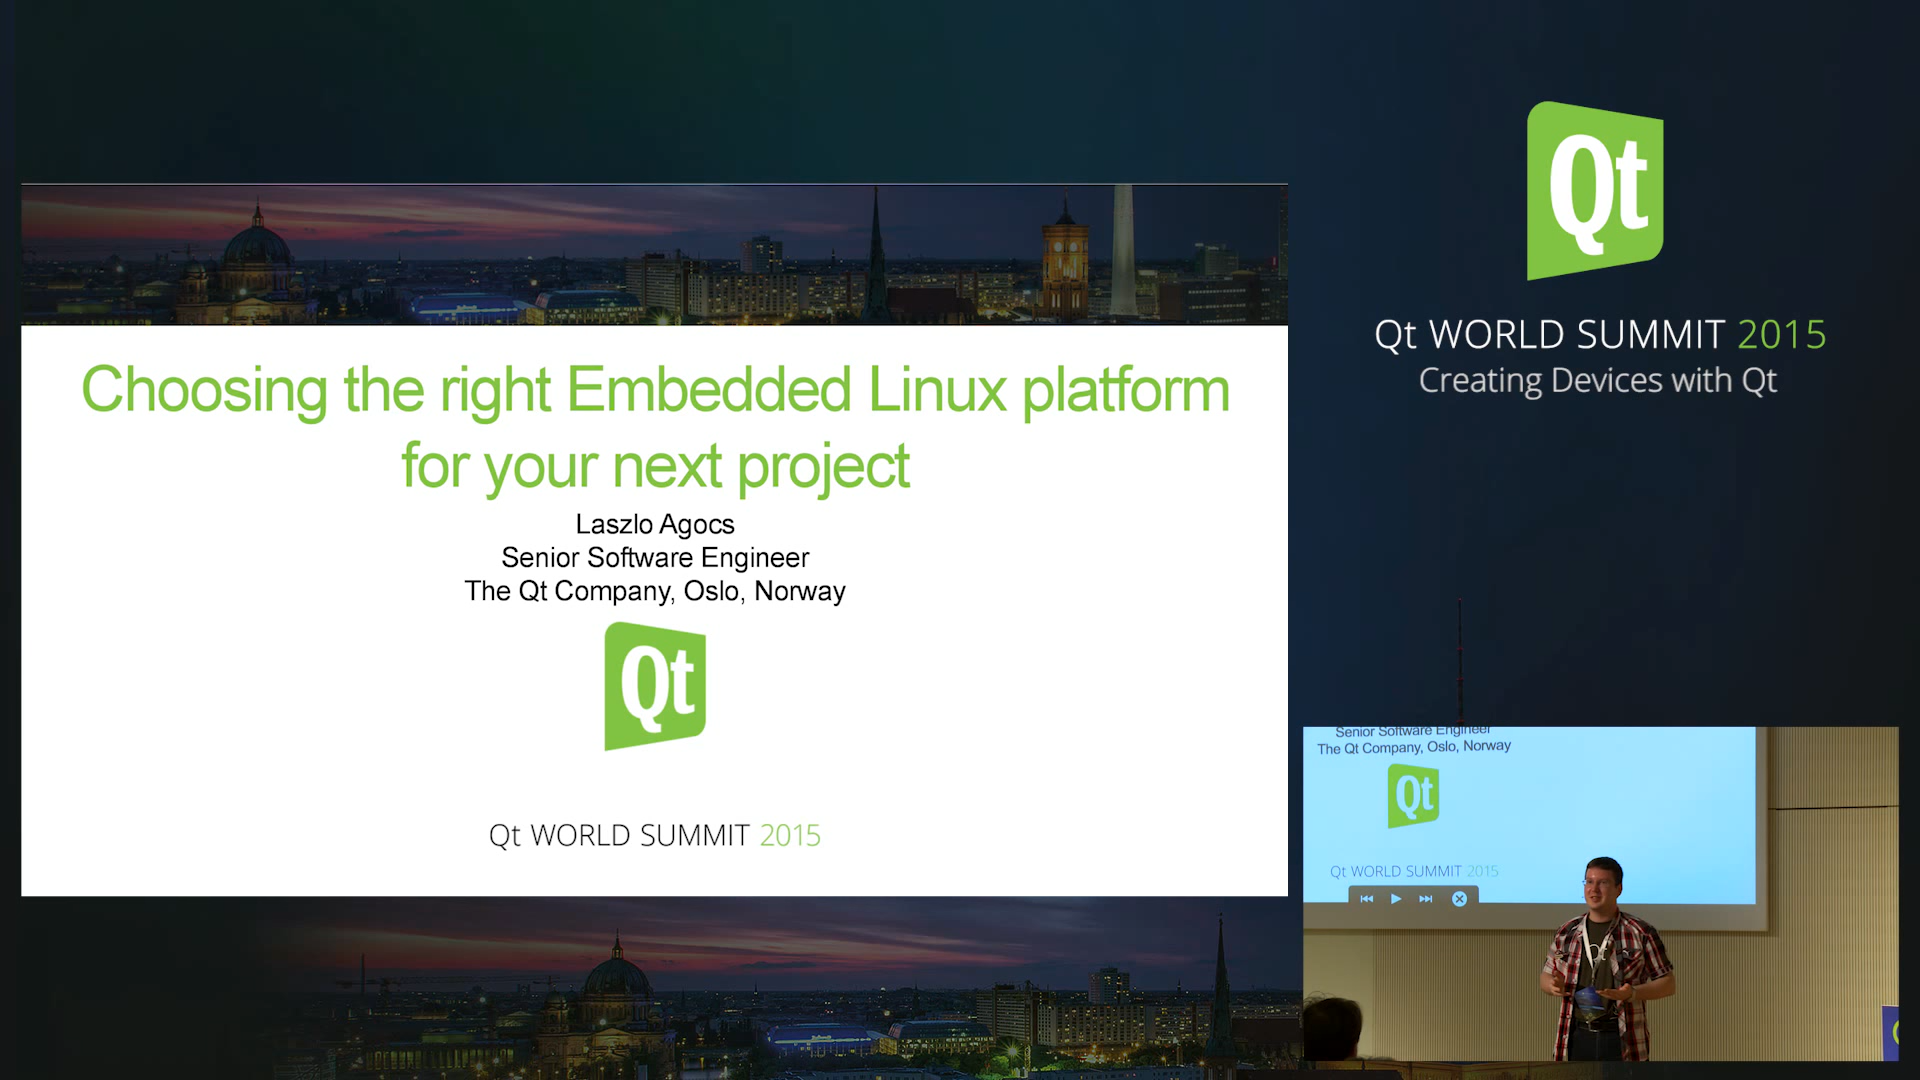 Choosing the right Embedded Linux platform
for your next project
Laszlo Agocs
Senior Software Engineer
The Qt Company, Oslo, Norway
Qt
Qt WORLD SUMMIT 2015
Qt
Qt WORLD SUMMIT 2015
Creating Devices with Qt
Senior Software Engineer
The Qt Company, Oslo, Norway
Qt
Qt WORLD SUMMIT 2015
Qt